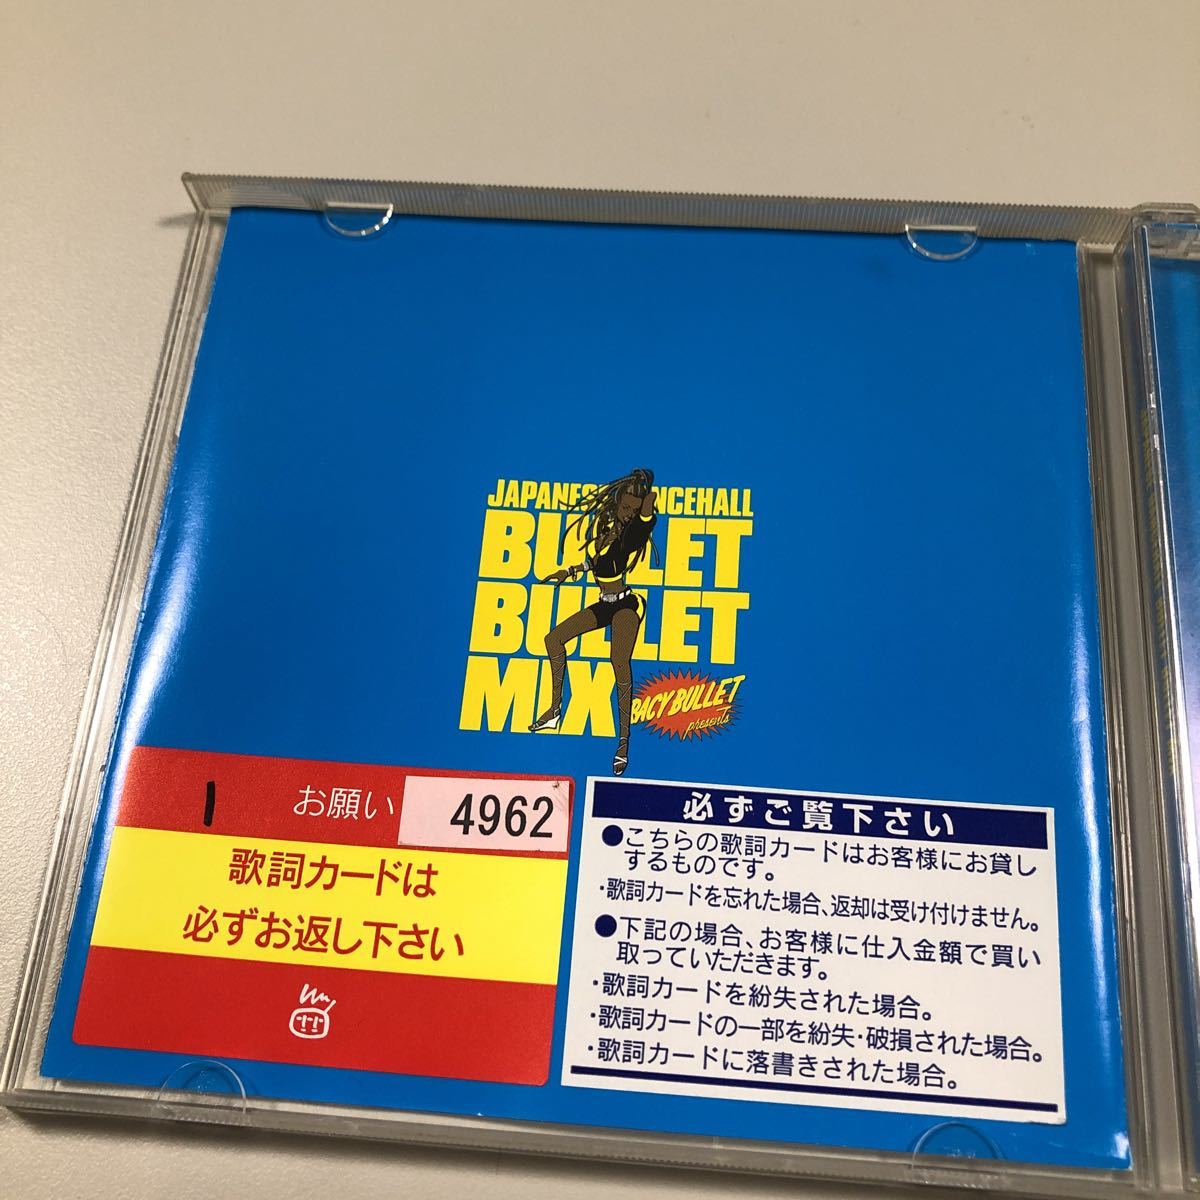 JAPANESE DANCEHALL
BULLET
BULLET
MIX
RACY BULLET
presents
1 お願い 4962
歌詞カードは
必ずお返し下さい
必ずご覧下さい
●こちらの歌詞カードはお客様にお貸し
するものです。
・歌詞カードを忘れた場合、返却は受け付けません。
●下記の場合、お客様に仕入金額で買い
取っていただきます。
・歌詞カードを紛失された場合。
・歌詞カードの一部を紛失・破損された場合。
・歌詞カードに落書きされた場合。